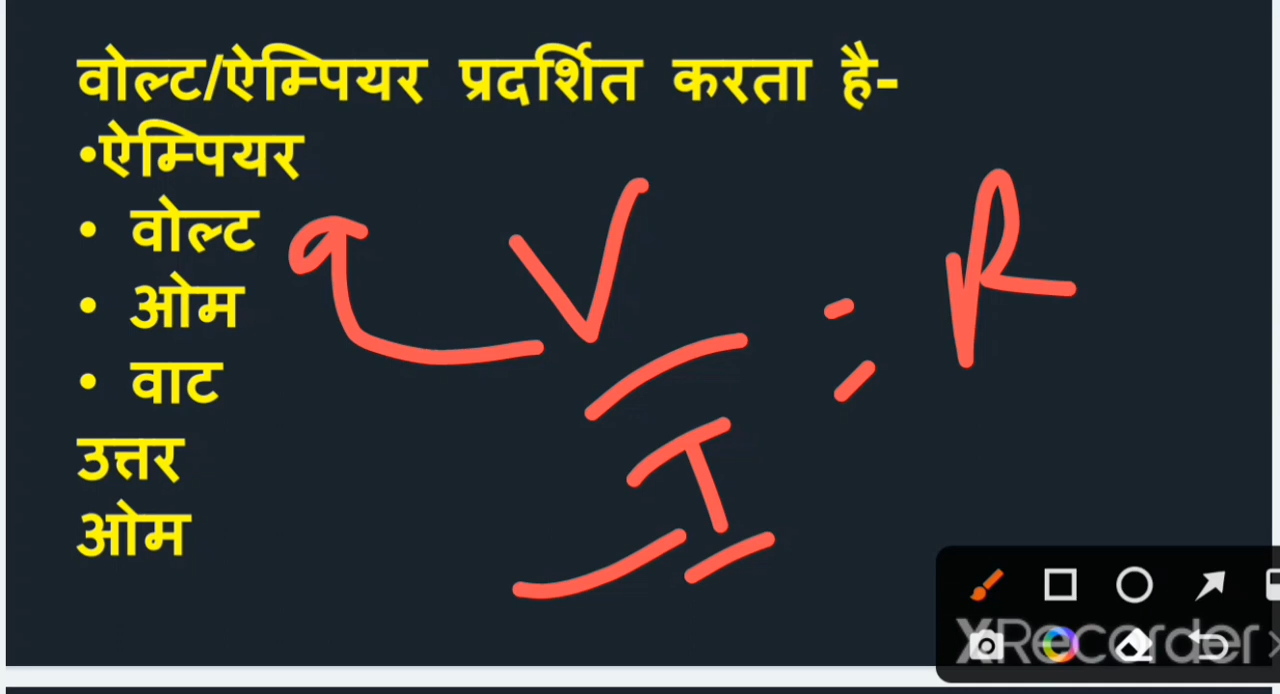 वोल्ट/ऐम्पियर प्रदर्शित करता है-
•ऐम्पियर
• वोल्ट
• ओम
• वाट
उत्तर
ओम
V
I
= R
XRecorder